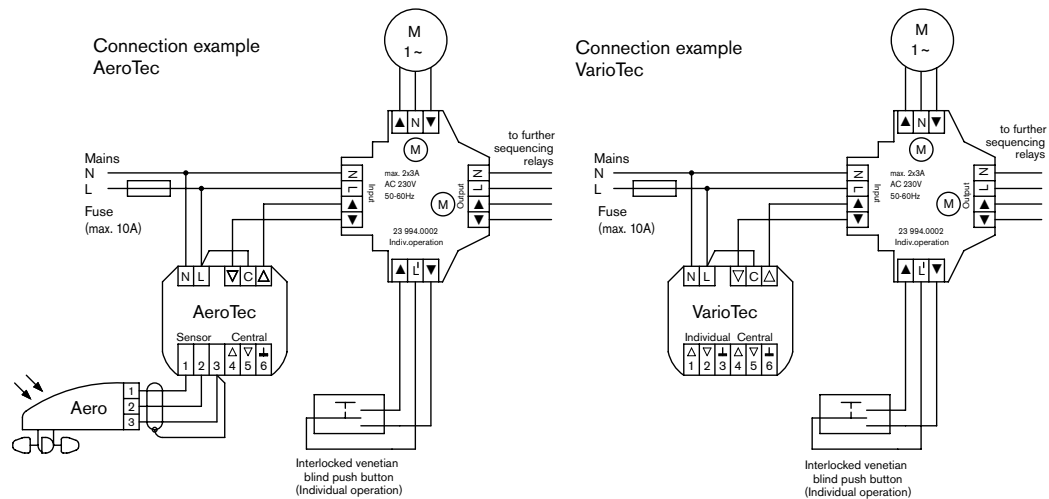 Connection example
AeroTec
M
1~
▲ N ▼
M
to further
sequencing
relays
Mains
N
L
Fuse
(max. 10A)
N
L
▲
▼
Input
max. 2x3A
AC 230V
50-60Hz
M
Output
N
L
▲
▼
23 994.0002
Indiv.operation
▲ L' ▼
N L ▽ C △
AeroTec
Sensor Central
△ ▽ ⊥
1 2 3 4 5 6
Aero
1
2
3
Interlocked venetian
blind push button
(Individual operation)
Connection example
VarioTec
M
1~
▲ N ▼
M
to further
sequencing
relays
Mains
N
L
Fuse
(max. 10A)
N
L
▲
▼
Input
max. 2x3A
AC 230V
50-60Hz
M
Output
N
L
▲
▼
23 994.0002
Indiv.operation
▲ L' ▼
N L ▽ C △
VarioTec
Individual Central
△ ▽ ⊥ △ ▽ ⊥
1 2 3 4 5 6
Interlocked venetian
blind push button
(Individual operation)